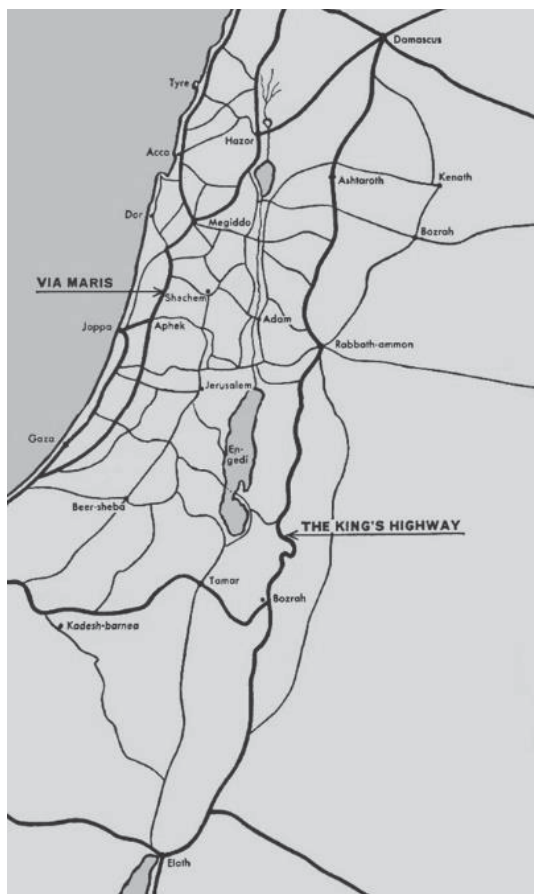 Damascus
Tyre
Hazor
Acco
Ashtaroth
Kenath
Dor
Megiddo
Bozrah
VIA MARIS
Shechem
Joppa
Aphek
Adam
Rabbath-ammon
Jerusalem
Gaza
En-
gedi
Beer-sheba
THE KING'S HIGHWAY
Tamar
Bozrah
Kadesh-barnea
Elath